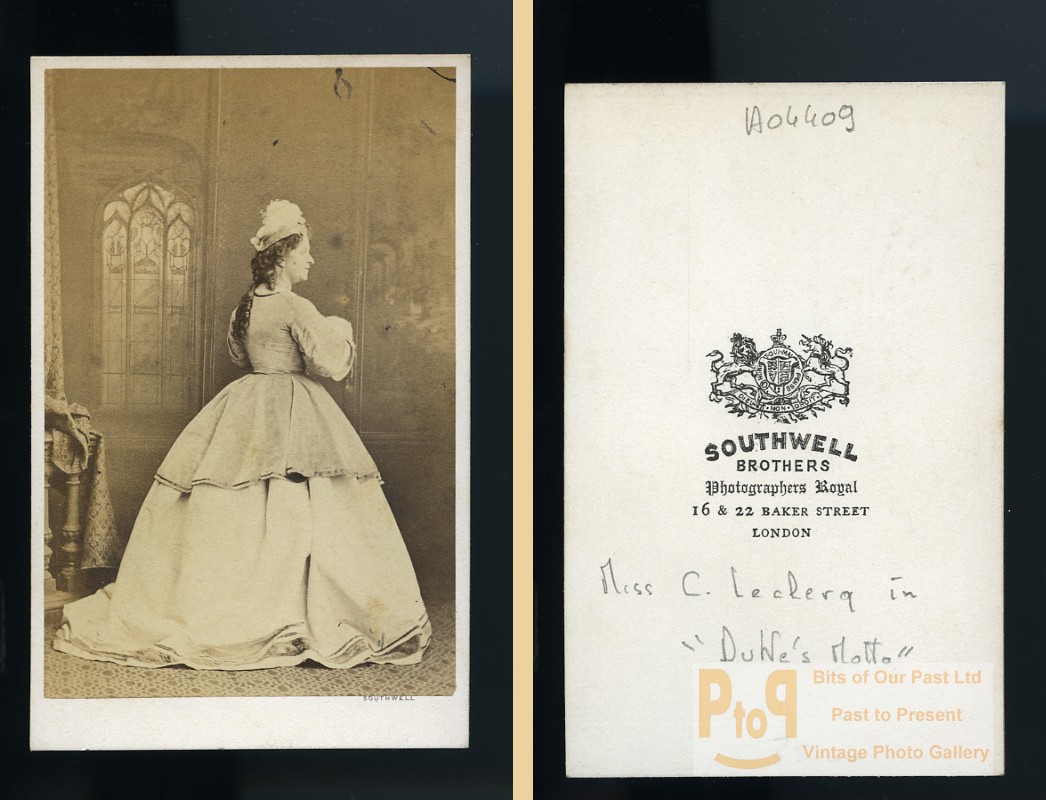 SOUTHWELL
A04409
SOUTHWELL
BROTHERS
Photographers Royal
16 & 22 BAKER STREET
LONDON
Miss C. Leclerq in
"Duke's Motto"
PtoP
Bits of Our Past Ltd
Past to Present
Vintage Photo Gallery